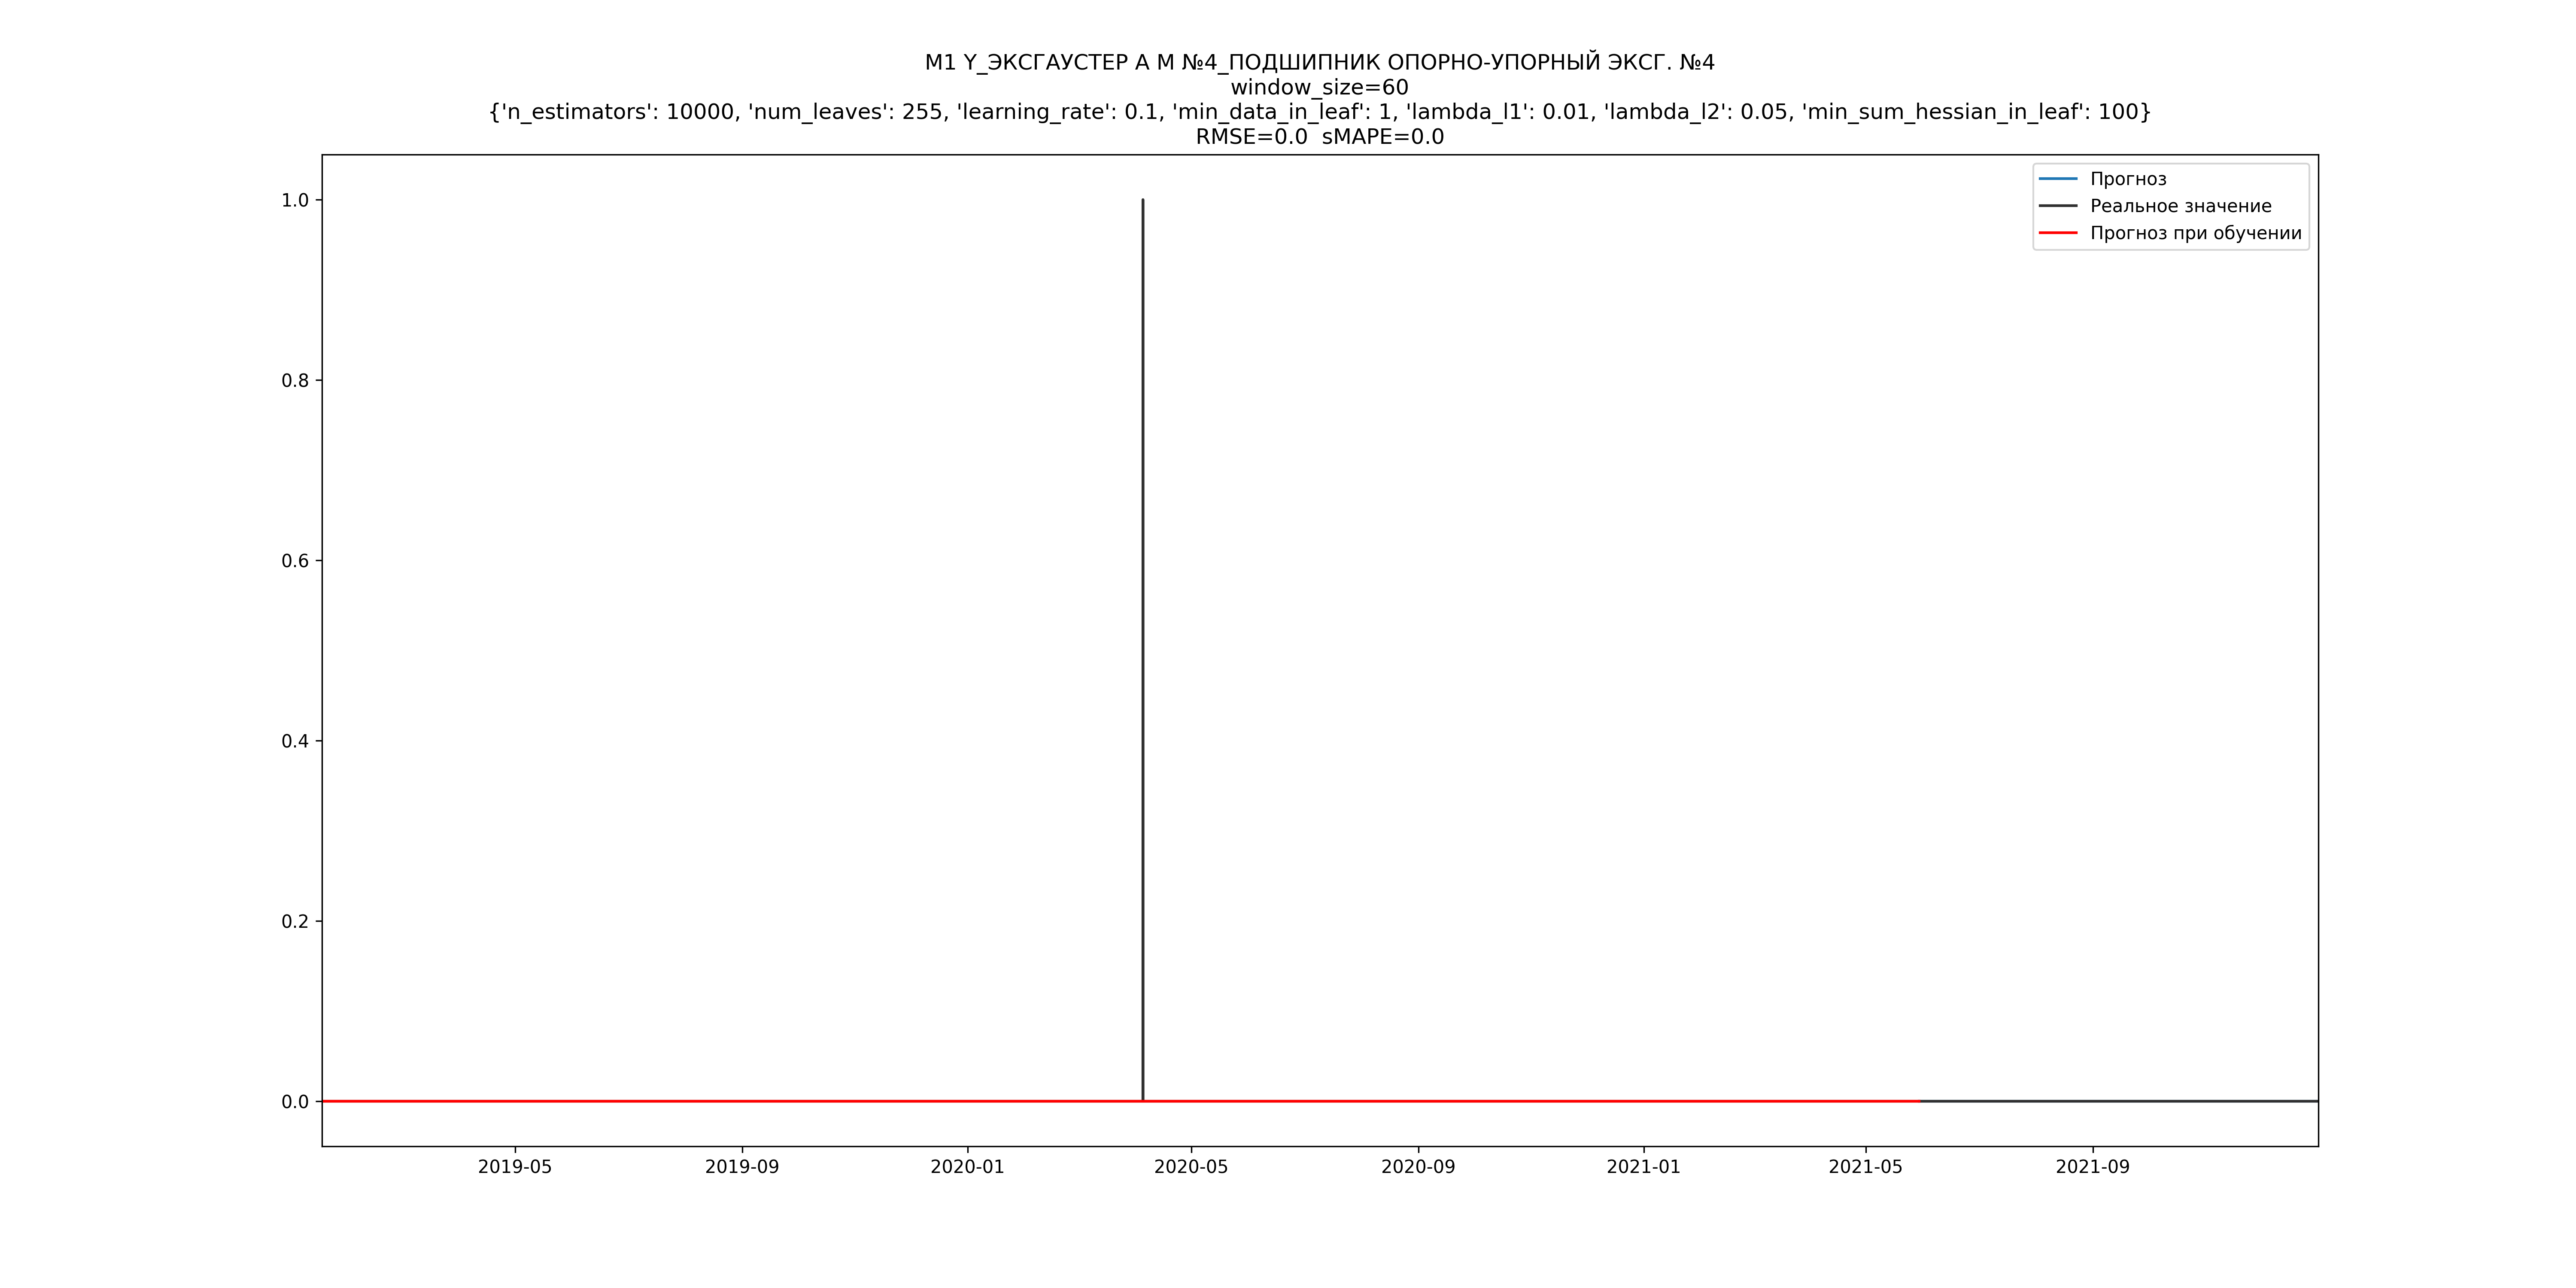 M1 Y_ЭКСГАУСТЕР А М №4_ПОДШИПНИК ОПОРНО-УПОРНЫЙ ЭКСГ. №4
window_size=60
{'n_estimators': 10000, 'num_leaves': 255, 'learning_rate': 0.1, 'min_data_in_leaf': 1, 'lambda_l1': 0.01, 'lambda_l2': 0.05, 'min_sum_hessian_in_leaf': 100}
RMSE=0.0  sMAPE=0.0
Прогноз
Реальное значение
Прогноз при обучении
1.0
0.8
0.6
0.4
0.2
0.0
2019-05
2019-09
2020-01
2020-05
2020-09
2021-01
2021-05
2021-09